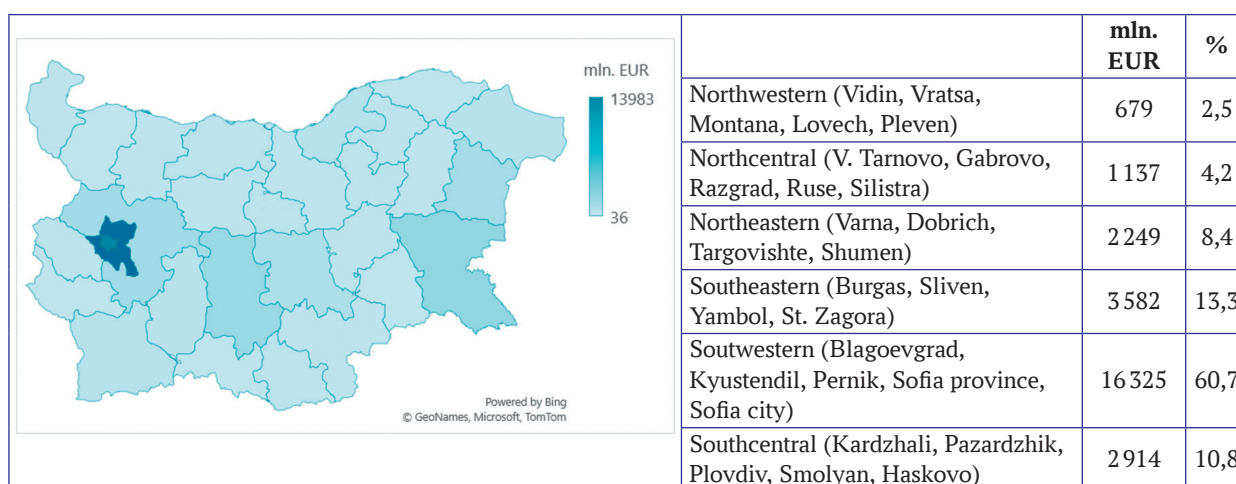 mln. EUR
13983
36
Powered by Bing
© GeoNames, Microsoft, TomTom
mln.
EUR
%
Northwestern (Vidin, Vratsa,
Montana, Lovech, Pleven)
679
2,5
Northcentral (V. Tarnovo, Gabrovo,
Razgrad, Ruse, Silistra)
1137
4,2
Northeastern (Varna, Dobrich,
Targovishte, Shumen)
2249
8,4
Southeastern (Burgas, Sliven,
Yambol, St. Zagora)
3582
13,3
Soutwestern (Blagoevgrad,
Kyustendil, Pernik, Sofia province,
Sofia city)
16325
60,7
Southcentral (Kardzhali, Pazardzhik,
Plovdiv, Smolyan, Haskovo)
2914
10,8